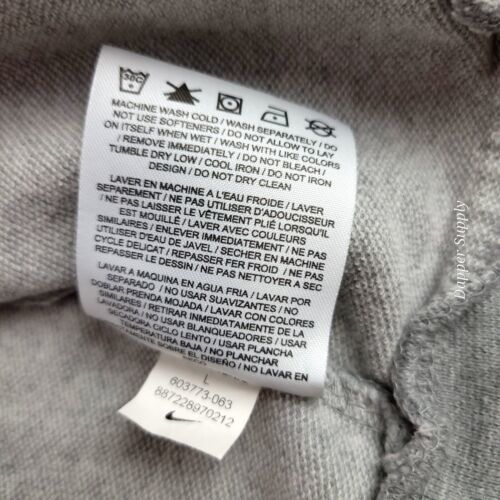 30C
MACHINE WASH COLD / WASH SEPARATELY / DO
NOT USE SOFTENERS / DO NOT ALLOW TO LAY
ON ITSELF WHEN WET / WASH WITH LIKE COLORS
/ REMOVE IMMEDIATELY / DO NOT BLEACH /
TUMBLE DRY LOW / COOL IRON / DO NOT IRON
DESIGN / DO NOT DRY CLEAN
LAVER EN MACHINE A L'EAU FROIDE / LAVER
SEPAREMENT / NE PAS UTILISER D'ADOUCISSEUR
/ NE PAS LAISSER LE VÊTEMENT PLIÉ LORSQU'IL
EST MOUILLÉ / LAVER AVEC COULEURS
SIMILAIRES / ENLEVER IMMEDIATEMENT / NE PAS
UTILISER EAU DE JAVEL / SECHER EN MACHINE
CYCLE DELICAT / REPASSER FER FROID / NE PAS
REPASSER LE DESSIN / NE PAS NETTOYER A SEC
LAVAR A MAQUINA EN AGUA FRIA / LAVAR POR
SEPARADO / NO USAR SUAVIZANTES / NO
DOBLAR PRENDA MOJADA / LAVAR CON COLORES
SIMILARES / RETIRAR INMEDIATAMENTE DE LA
LAVADORA / NO USAR BLANQUEADORES / USAR
SECADORA CICLO LENTO / USAR PLANCHA
TEMPERATURA BAJA / NO PLANCHAR
SOBRE EL DISEÑO / NO LAVAR EN
L
603773-063
887228970212
Dapper Supply